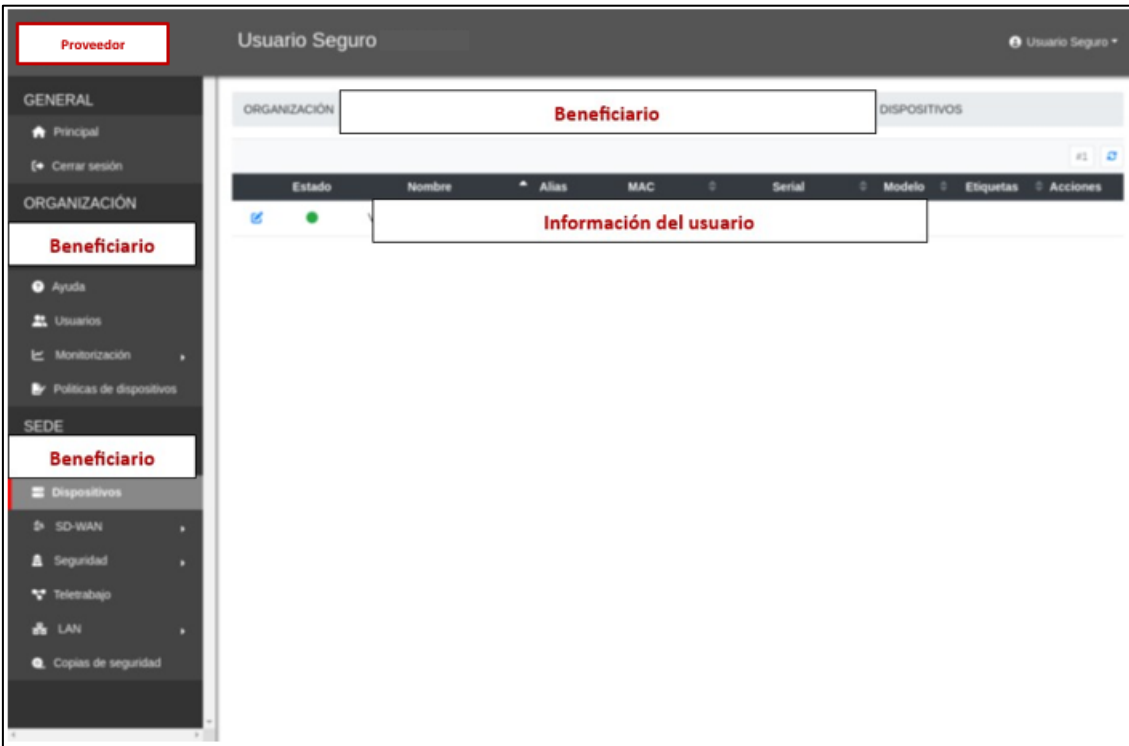 Proveedor
Usuario Seguro
Usuario Seguro
GENERAL
Principal
Cerrar sesión
ORGANIZACIÓN
Beneficiario
Ayuda
Usuarios
Monitorización
Politicas de dispositivos
SEDE
Beneficiario
Dispositivos
SD-WAN
Seguridad
Teletrabajo
LAN
Copias de seguridad
ORGANIZACIÓN Beneficiario DISPOSITIVOS
#1
Estado Nombre Alias MAC Serial Modelo Etiquetas Acciones
Información del usuario